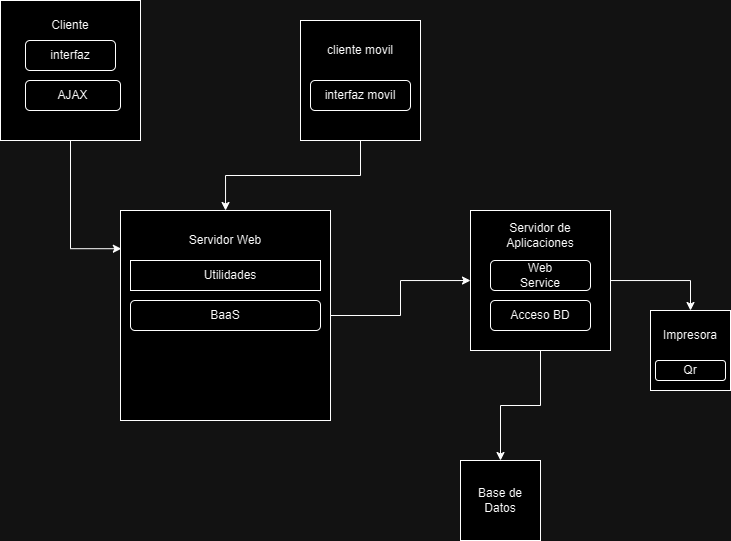 Cliente
interfaz
AJAX
cliente movil
interfaz movil
Servidor Web
Utilidades
BaaS
Servidor de
Aplicaciones
Web
Service
Acceso BD
Impresora
Qr
Base de
Datos